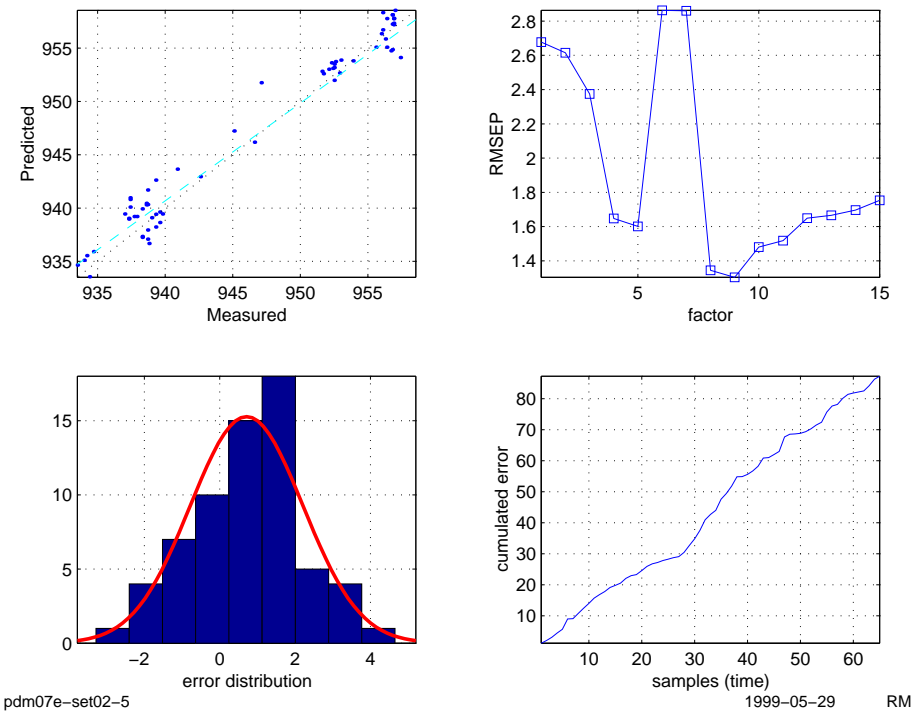 955
950
945
940
935
Predicted
935 940 945 950 955
Measured
2.8
2.6
2.4
2.2
2
1.8
1.6
1.4
RMSEP
5 10 15
factor
15
10
5
0
−2 0 2 4
error distribution
80
70
60
50
40
30
20
10
cumulated error
10 20 30 40 50 60
samples (time)
pdm07e−set02−5
1999−05−29 RM